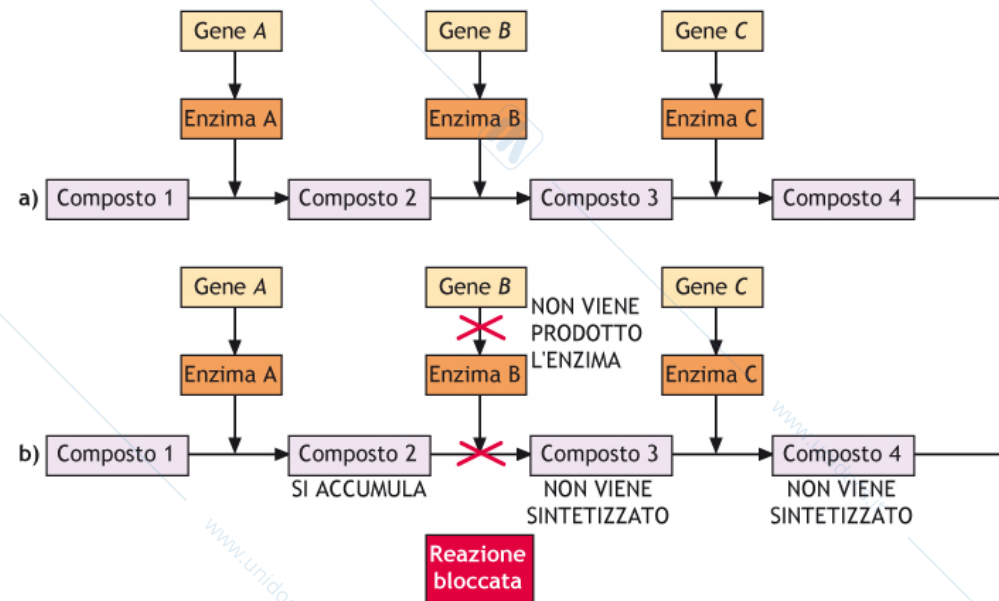 Gene A
Gene B
Gene C
Enzima A
Enzima B
Enzima C
a)
Composto 1
Composto 2
Composto 3
Composto 4
Gene A
Gene B
Gene C
NON VIENE
PRODOTTO
L'ENZIMA
Enzima A
Enzima B
Enzima C
b)
Composto 1
Composto 2
Composto 3
Composto 4
SI ACCUMULA
NON VIENE
SINTETIZZATO
NON VIENE
SINTETIZZATO
Reazione
bloccata